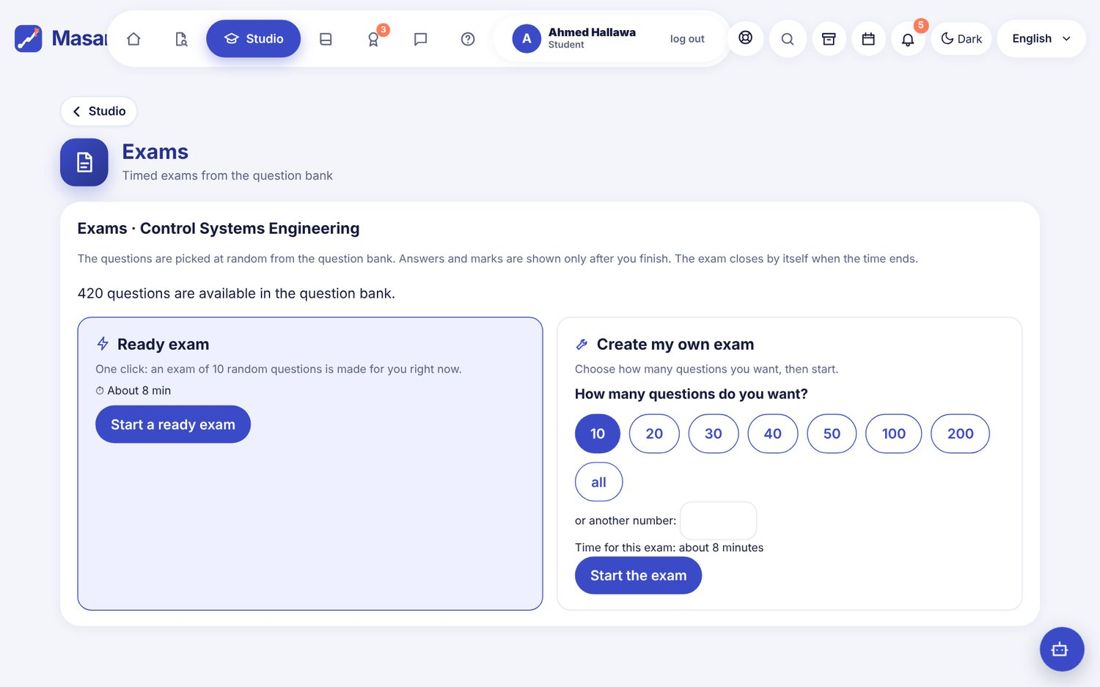 Studio
3
A
Ahmed Hallawa
Student
log out
5
Dark
English
Studio
Exams
Timed exams from the question bank
Exams · Control Systems Engineering
The questions are picked at random from the question bank. Answers and marks are shown only after you finish. The exam closes by itself when the time ends.
420 questions are available in the question bank.
Ready exam
One click: an exam of 10 random questions is made for you right now.
About 8 min
Start a ready exam
Create my own exam
Choose how many questions you want, then start.
How many questions do you want?
10 20 30 40 50 100 200
all
or another number:
Time for this exam: about 8 minutes
Start the exam